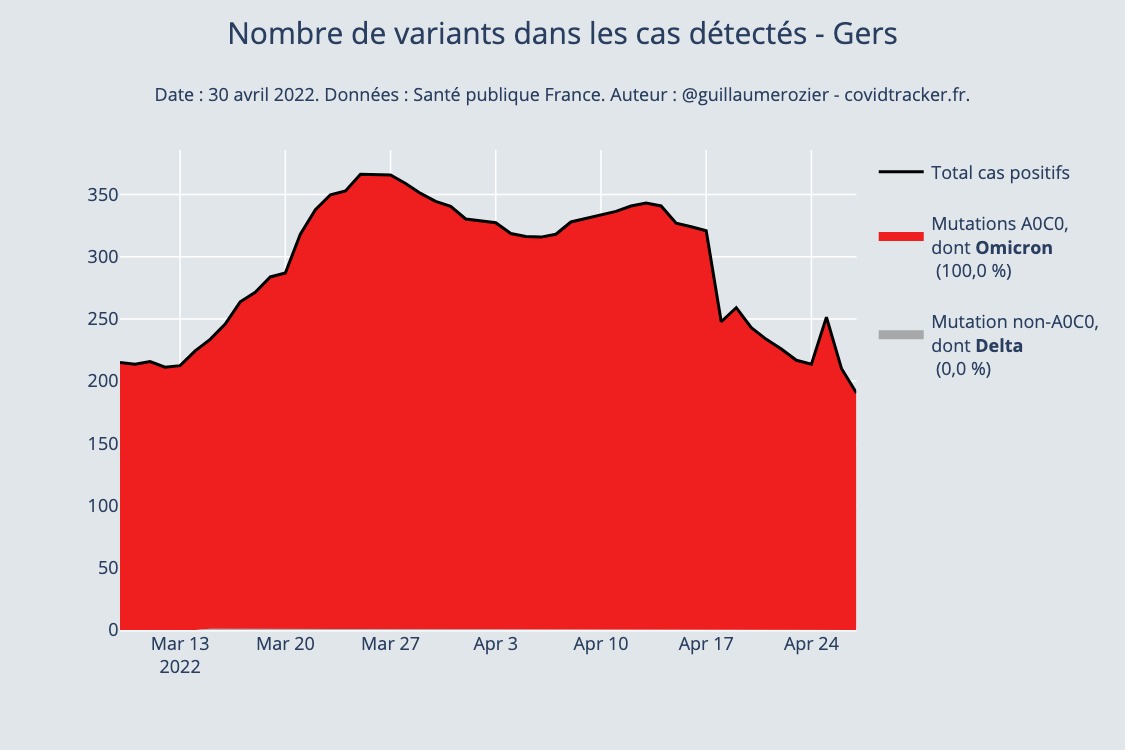 Nombre de variants dans les cas détectés - Gers
Date : 30 avril 2022. Données : Santé publique France. Auteur : @guillaumerozier - covidtracker.fr.
350
300
250
200
150
100
50
0
Mar 13
2022
Mar 20
Mar 27
Apr 3
Apr 10
Apr 17
Apr 24
Total cas positifs
Mutations A0C0,
dont Omicron
(100,0 %)
Mutation non-A0C0,
dont Delta
(0,0 %)